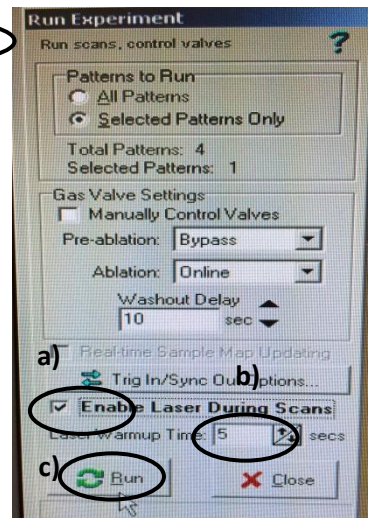 Run Experiment
Run scans, control valves ?
Patterns to Run
All Patterns
Selected Patterns Only
Total Patterns: 4
Selected Patterns: 1
Gas Valve Settings
Manually Control Valves
Pre-ablation: Bypass
Ablation: Online
Washout Delay
10 sec
a) Real-time Sample Map Updating
Trig In/Sync Out Options... b)
Enable Laser During Scans
Laser Warmup Time: 5 secs
c) Run Close